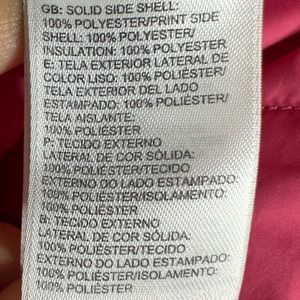 GB: SOLID SIDE SHELL:
100% POLYESTER/PRINT SIDE
SHELL: 100% POLYESTER/
INSULATION: 100% POLYESTER
E: TELA EXTERIOR LATERAL DE
COLOR LISO: 100% POLIÉSTER/
TELA EXTERIOR DEL LADO
ESTAMPADO: 100% POLIÉSTER/
TELA AISLANTE:
100% POLIÉSTER
P: TECIDO EXTERNO
LATERAL DE COR SÓLIDA:
100% POLIÉSTER/TECIDO
EXTERNO DO LADO ESTAMPADO:
100% POLIÉSTER/ISOLAMENTO:
100% POLIÉSTER
B: TECIDO EXTERNO
LATERAL DE COR SÓLIDA:
100% POLIÉSTER/TECIDO
EXTERNO DO LADO ESTAMPADO:
100% POLIÉSTER/ISOLAMENTO:
100% POLIÉSTER